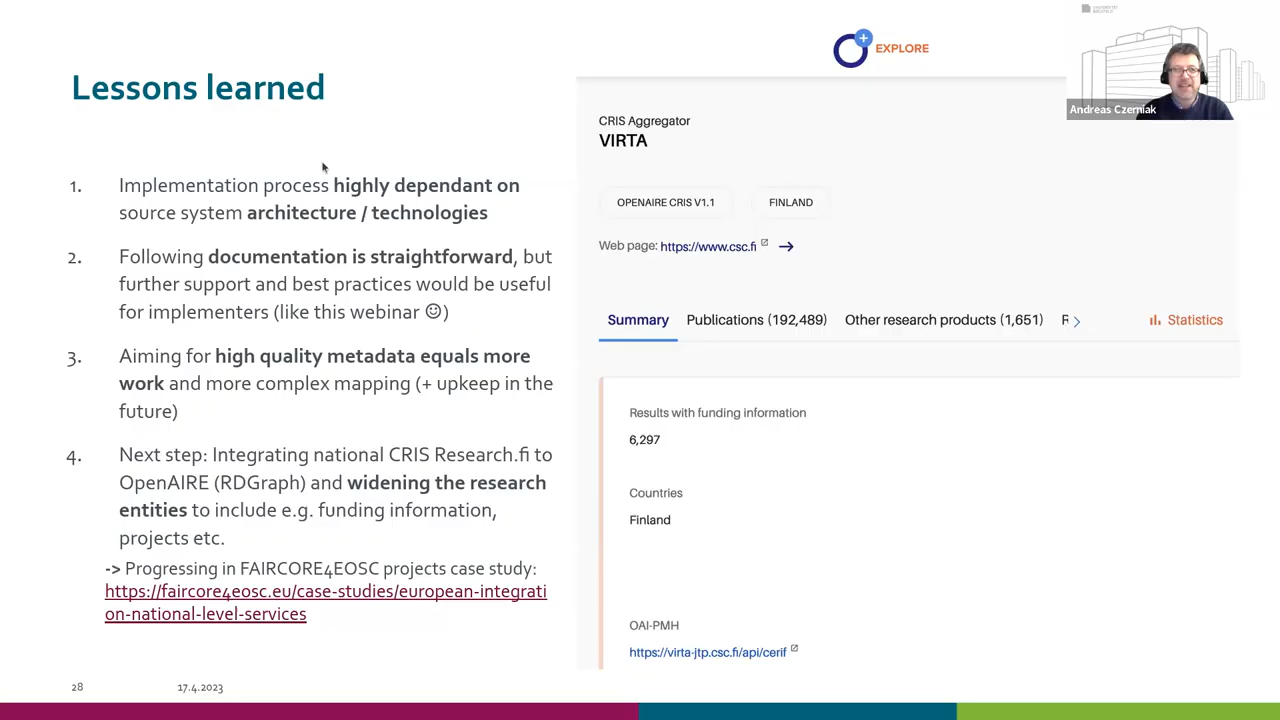 Lessons learned
1. Implementation process highly dependant on
source system architecture / technologies
2. Following documentation is straightforward, but
further support and best practices would be useful
for implementers (like this webinar ☺)
3. Aiming for high quality metadata equals more
work and more complex mapping (+ upkeep in the
future)
4. Next step: Integrating national CRIS Research.fi to
OpenAIRE (RDGraph) and widening the research
entities to include e.g. funding information,
projects etc.
-> Progressing in FAIRCORE4EOSC projects case study:
https://faircore4eosc.eu/case-studies/european-integrati
on-national-level-services
28 17.4.2023
EXPLORE
CRIS Aggregator
VIRTA
OPENAIRE CRIS V1.1 FINLAND
Web page: https://www.csc.fi
Summary Publications (192,489) Other research products (1,651) Statistics
Results with funding information
6,297
Countries
Finland
OAI-PMH
https://virta-jtp.csc.fi/api/cerif
UNIVERSITÄT
BIELEFELD
Andreas Czerniak